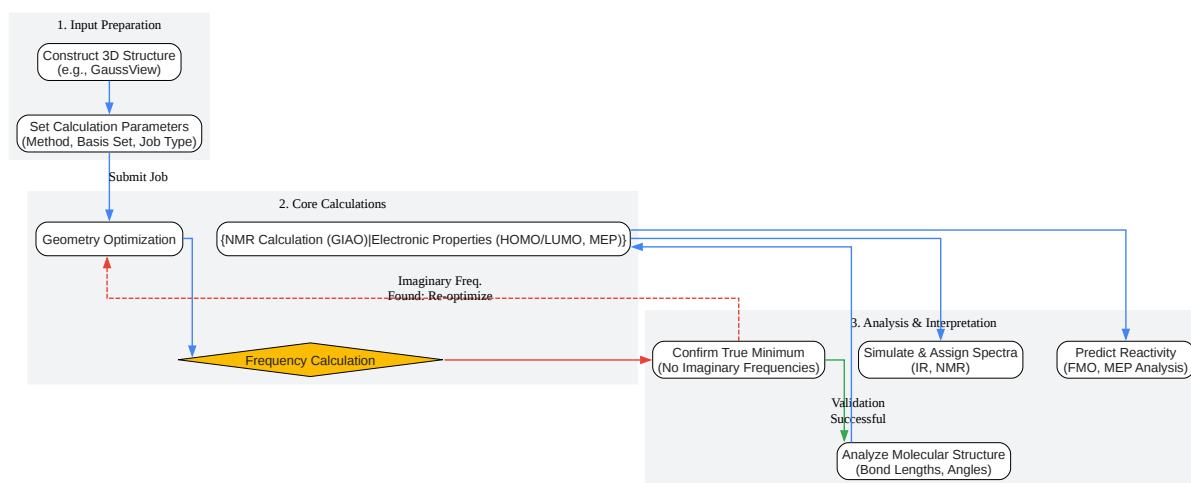 1. Input Preparation
Construct 3D Structure
(e.g., GaussView)
Set Calculation Parameters
(Method, Basis Set, Job Type)
Submit Job
2. Core Calculations
Geometry Optimization
{NMR Calculation (GIAO)|Electronic Properties (HOMO/LUMO, MEP)}
Imaginary Freq.
Found: Re-optimize
Frequency Calculation
3. Analysis & Interpretation
Confirm True Minimum
(No Imaginary Frequencies)
Simulate & Assign Spectra
(IR, NMR)
Predict Reactivity
(FMO, MEP Analysis)
Validation
Successful
Analyze Molecular Structure
(Bond Lengths, Angles)